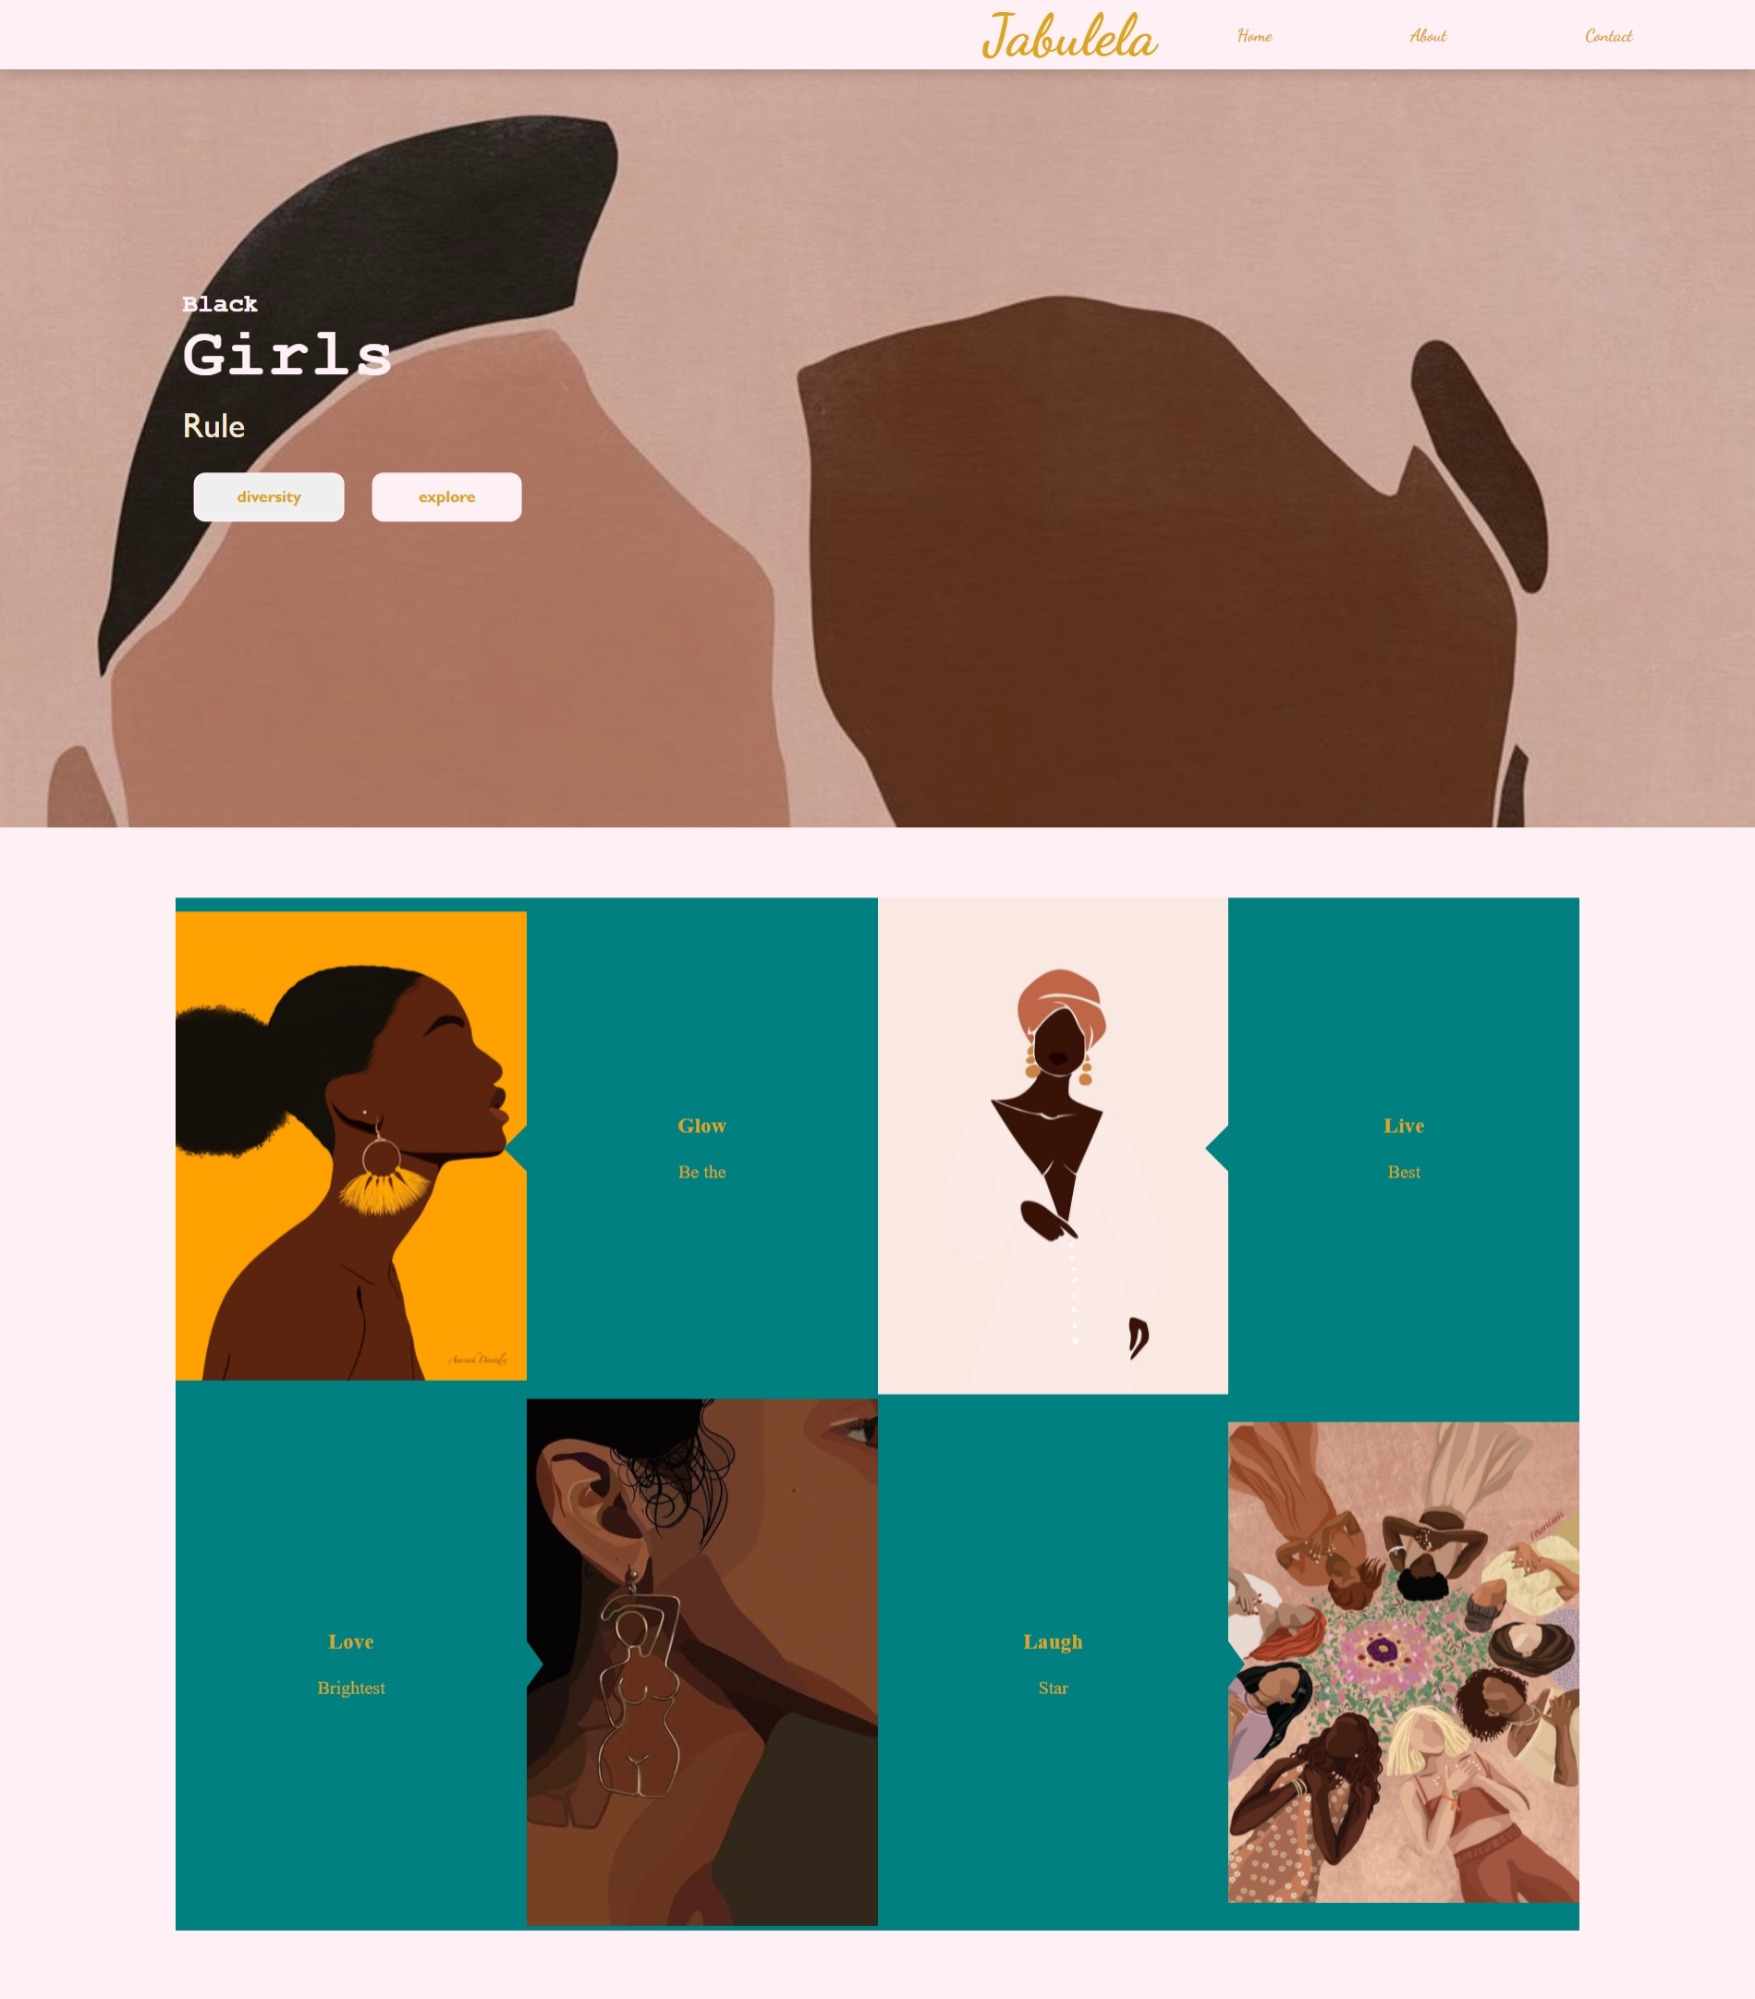 Jabulela
Home
About
Contact
Black
Girls
Rule
diversity
explore
Glow
Be the
Live
Best
Love
Brightest
Laugh
Star